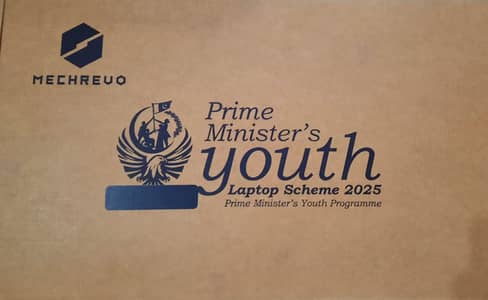 MECHREVO
Prime
Minister's
youth
Laptop Scheme 2025
Prime Minister's Youth Programme